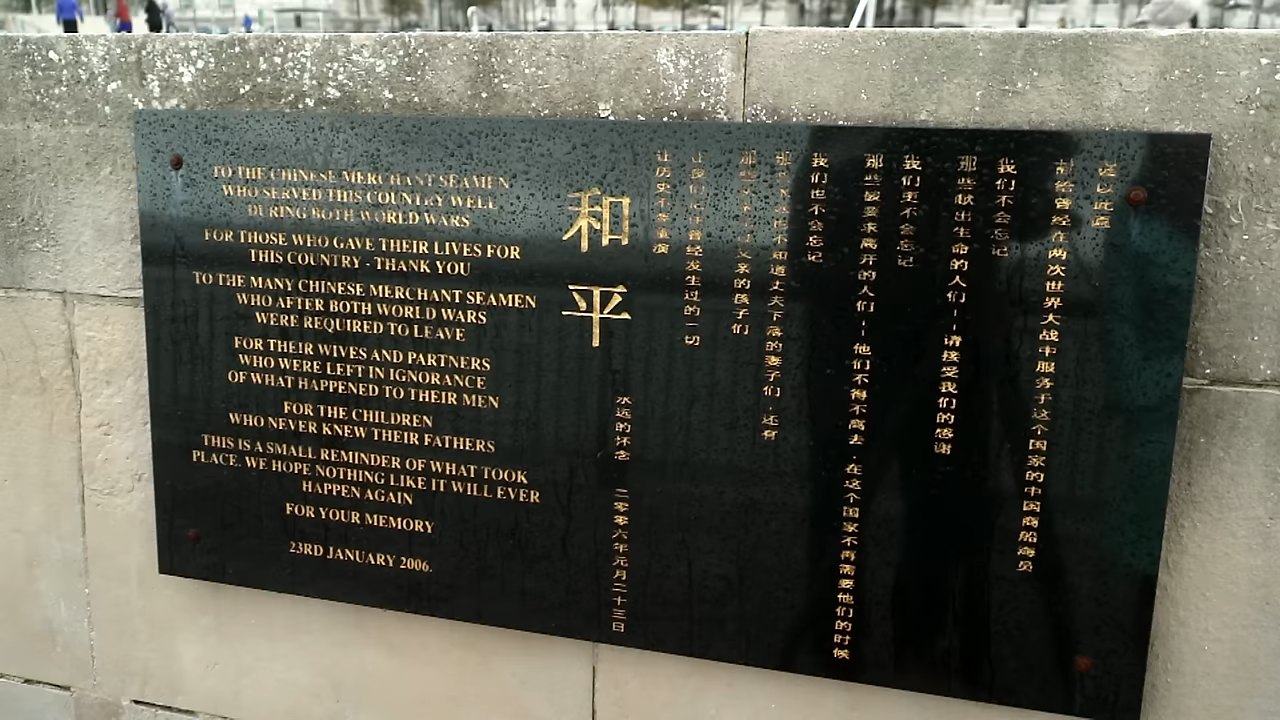 TO THE CHINESE MERCHANT SEAMEN
WHO SERVED THIS COUNTRY WELL
DURING BOTH WORLD WARS
FOR THOSE WHO GAVE THEIR LIVES FOR
THIS COUNTRY - THANK YOU
TO THE MANY CHINESE MERCHANT SEAMEN
WHO AFTER BOTH WORLD WARS
WERE REQUIRED TO LEAVE
FOR THEIR WIVES AND PARTNERS
WHO WERE LEFT IN IGNORANCE
OF WHAT HAPPENED TO THEIR MEN
FOR THE CHILDREN
WHO NEVER KNEW THEIR FATHERS
THIS IS A SMALL REMINDER OF WHAT TOOK
PLACE. WE HOPE NOTHING LIKE IT WILL EVER
HAPPEN AGAIN
FOR YOUR MEMORY
23RD JANUARY 2006.
谨以此
献给曾经在两次世界大战中服务于这个国家的中国商船海员
我们不会忘记
那些献出生命的人们--请接受我们的感谢
我们更不会忘记
那些被要求离开的人们--他们不得不离去，在这个国家不再需要他们的时候
我们也不会忘记
那些 不知道丈夫下落的妻子们，还有
那些 父亲的孩子们
让我们 曾经发生过的一切
让历史不 重演
和平
永远的怀念 二零零六年元月二十三日